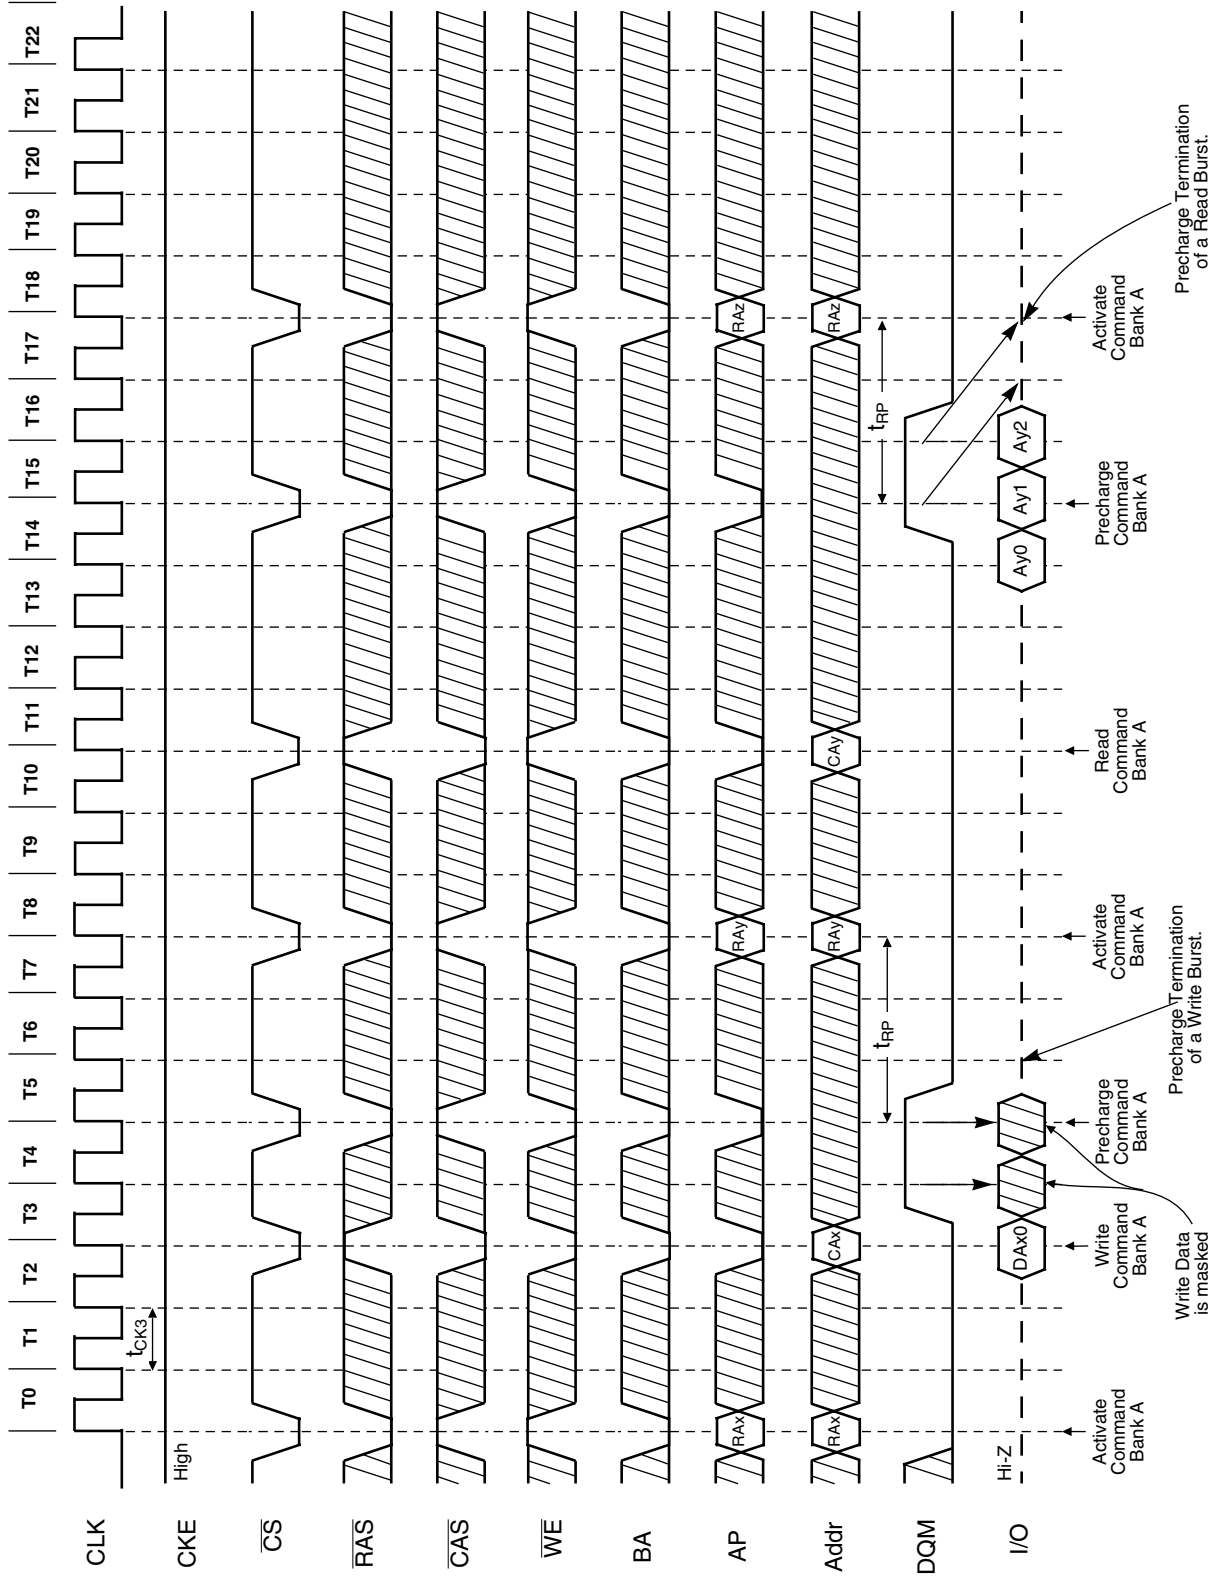 T0 T1 T2 T3 T4 T5 T6 T7 T8 T9 T10 T11 T12 T13 T14 T15 T16 T17 T18 T19 T20 T21 T22
CLK
tCK3
CKE
High
CS
RAS
CAS
WE
BA
AP
RAx RAy RAz
Addr
RAx CAx RAy CAy RAz
tRP tRP
DQM
I/O
Hi-Z
DAx0 Ay0 Ay1 Ay2
Activate
Command
Bank A
Write
Command
Bank A
Precharge
Command
Bank A
Activate
Command
Bank A
Read
Command
Bank A
Precharge
Command
Bank A
Activate
Command
Bank A
Write Data
is masked
Precharge Termination
of a Write Burst.
Precharge Termination
of a Read Burst.